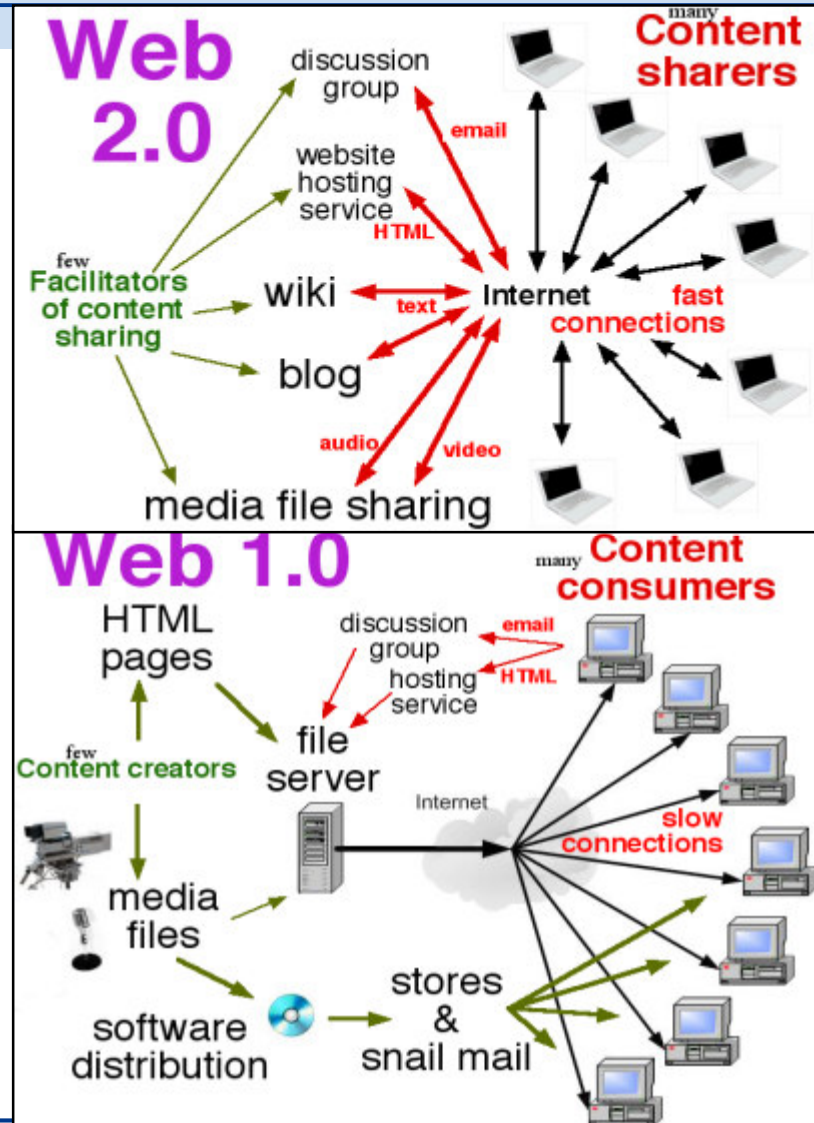 Web
2.0
many
Content
sharers
discussion
group
email
website
hosting
service
HTML
few
Facilitators
of content
sharing
wiki
text
Internet
fast
connections
blog
audio
video
media file sharing
Web 1.0
many Content
consumers
HTML
pages
discussion
group
email
hosting
service
HTML
few
Content creators
file
server
Internet
slow
connections
media
files
stores
&
snail mail
software
distribution